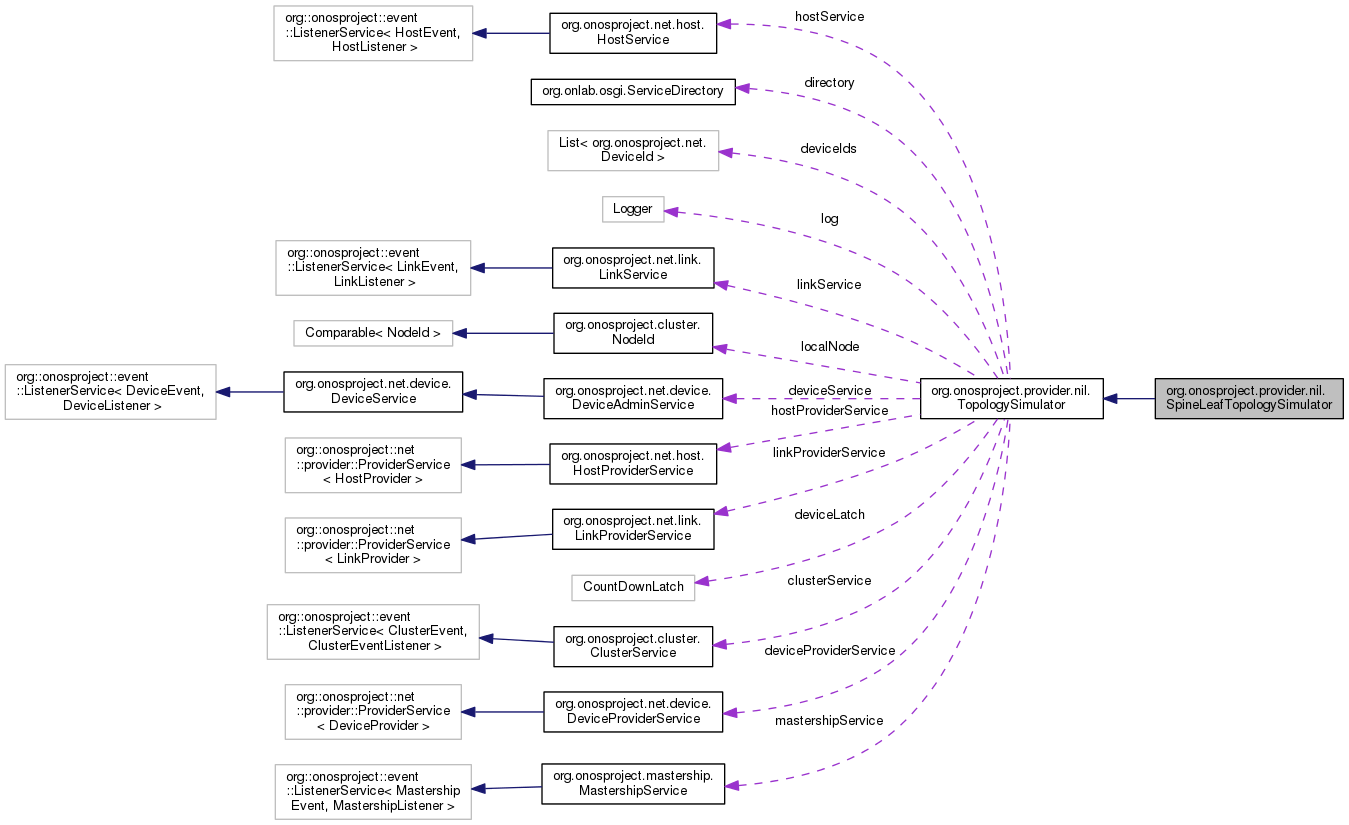 org::onosproject::event
::ListenerService< HostEvent,
HostListener >
org.onosproject.net.host.
HostService
hostService
org.onlab.osgi.ServiceDirectory
directory
List< org.onosproject.net.
DeviceId >
deviceIds
Logger
log
org::onosproject::event
::ListenerService< LinkEvent,
LinkListener >
org.onosproject.net.link.
LinkService
linkService
Comparable< NodeId >
org.onosproject.cluster.
NodeId
localNode
org::onosproject::event
::ListenerService< DeviceEvent,
DeviceListener >
org.onosproject.net.device.
DeviceService
org.onosproject.net.device.
DeviceAdminService
deviceService
org.onosproject.provider.nil.
TopologySimulator
org.onosproject.provider.nil.
SpineLeafTopologySimulator
hostProviderService
org::onosproject::net
::provider::ProviderService
< HostProvider >
org.onosproject.net.host.
HostProviderService
linkProviderService
org::onosproject::net
::provider::ProviderService
< LinkProvider >
org.onosproject.net.link.
LinkProviderService
deviceLatch
CountDownLatch
clusterService
org::onosproject::event
::ListenerService< ClusterEvent,
ClusterEventListener >
org.onosproject.cluster.
ClusterService
deviceProviderService
org::onosproject::net
::provider::ProviderService
< DeviceProvider >
org.onosproject.net.device.
DeviceProviderService
mastershipService
org::onosproject::event
::ListenerService< Mastership
Event, MastershipListener >
org.onosproject.mastership.
MastershipService